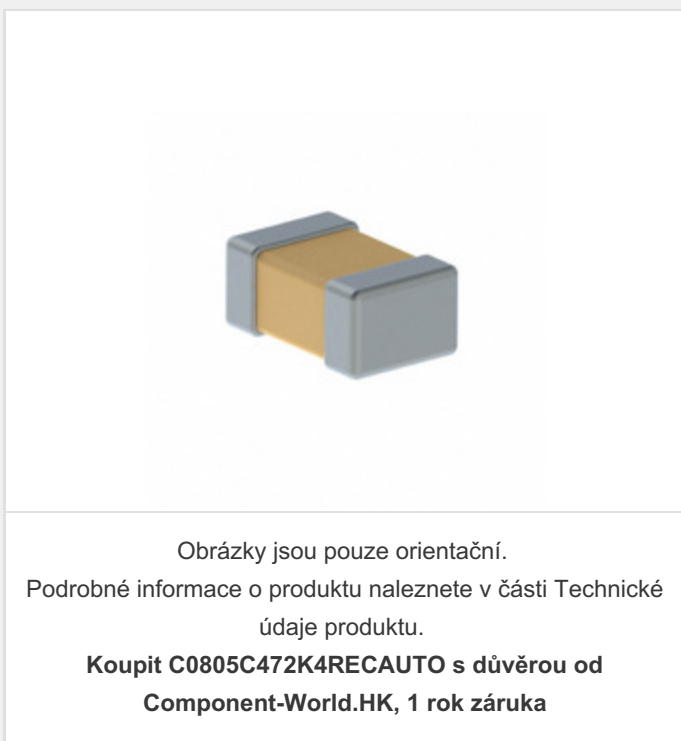 Obrázky jsou pouze orientační.
Podrobné informace o produktu naleznete v části Technické
údaje produktu.
Koupit C0805C472K4RECAUTO s důvěrou od
Component-World.HK, 1 rok záruka